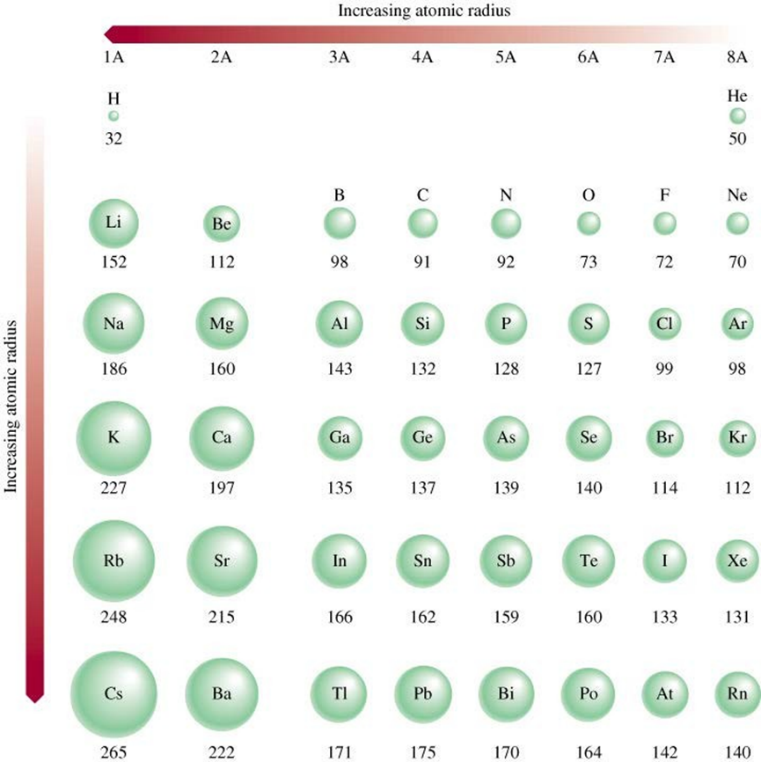 Increasing atomic radius
1A 2A 3A 4A 5A 6A 7A 8A
H He
32 50
B C N O F Ne
Li Be
152 112 98 91 92 73 72 70
Na Mg Al Si P S Cl Ar
186 160 143 132 128 127 99 98
Increasing atomic radius
K Ca Ga Ge As Se Br Kr
227 197 135 137 139 140 114 112
Rb Sr In Sn Sb Te I Xe
248 215 166 162 159 160 133 131
Cs Ba Tl Pb Bi Po At Rn
265 222 171 175 170 164 142 140